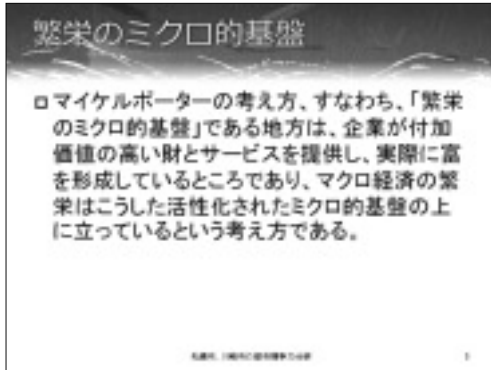 繁栄のミクロ的基盤
マイケルポーターの考え方、すなわち、「繁栄
のミクロ的基盤」である地方は、企業が付加
価値の高い財とサービスを提供し、実際に富
を形成しているところであり、マクロ経済の繁
栄はこうした活性化されたミクロ的基盤の上
に立っているという考え方である。